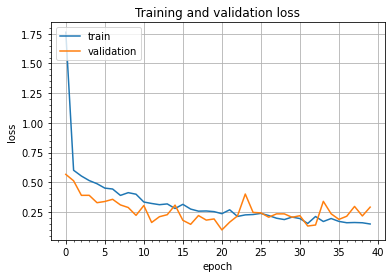 Training and validation loss
train
validation
loss
1.75
1.50
1.25
1.00
0.75
0.50
0.25
0 5 10 15 20 25 30 35 40
epoch